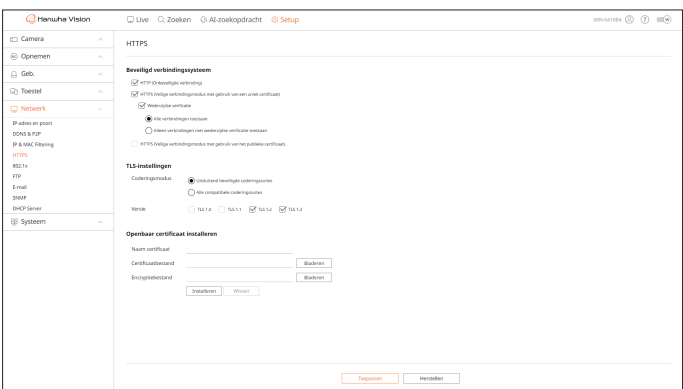 Hanwha Vision
Live Zoeken AI-zoekopdracht Setup
Camera
Opnemen
Geb.
Toestel
Netwerk
IP-adres en poort
DDNS & P2P
IP & MAC Filtering
HTTPS
802.1x
FTP
E-mail
SNMP
DHCP Server
Systeem
HTTPS
Beveiligd verbindingssysteem
HTTP (Onbeveiligde verbinding)
HTTPS (Veilige verbindingsmodus met gebruik van een uniek certificaat)
Wederzijdse verificatie
Alle verbindingen toestaan
Alleen verbindingen met wederzijdse verificatie toestaan
HTTPS (Veilige verbindingsmodus met gebruik van het publieke certificaat)
TLS-instellingen
Coderingsmodus
Uitsluitend beveiligde coderingssuites
Alle compatibele coderingssuites
Versie TLS 1.0 TLS 1.1 TLS 1.2 TLS 1.3
Openbaar certificaat installeren
Naam certificaat
Certificaatbestand Bladeren
Encryptiebestand Bladeren
Installeren Wissen
Toepassen Herstellen